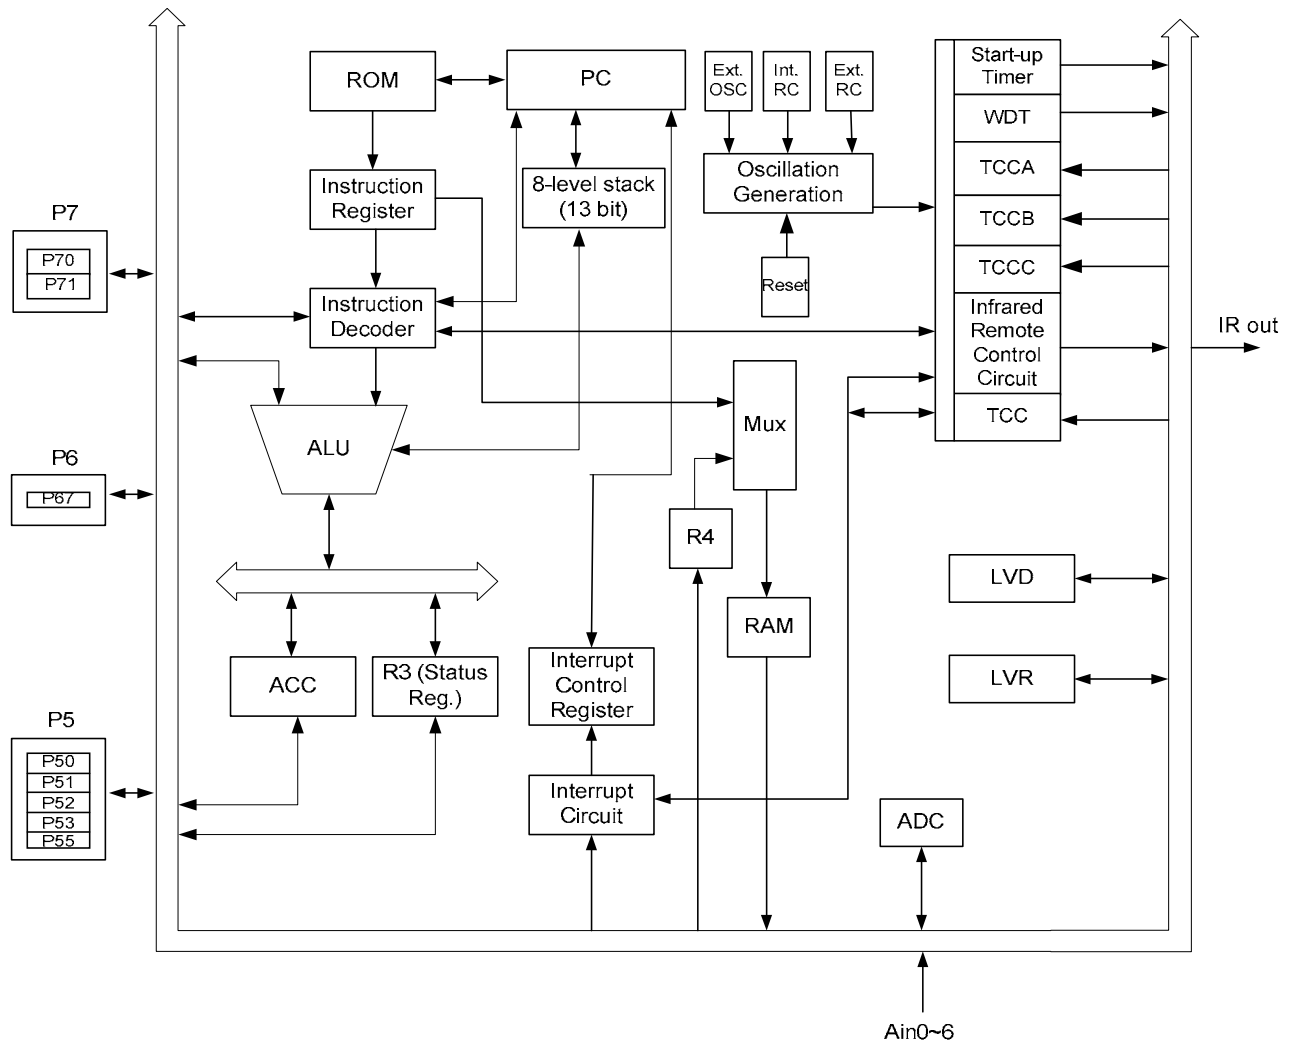 ROM
PC
Ext.
OSC
Int.
RC
Ext.
RC
Start-up
Timer
WDT
TCCA
TCCB
TCCC
Infrared
Remote
Control
Circuit
TCC
Oscillation
Generation
Reset
Instruction
Register
8-level stack
(13 bit)
P7
P70
P71
Instruction
Decoder
IR out
Mux
ALU
P6
P67
R4
LVD
RAM
LVR
ACC
R3 (Status
Reg.)
Interrupt
Control
Register
P5
P50
P51
P52
P53
P55
Interrupt
Circuit
ADC
Ain0~6